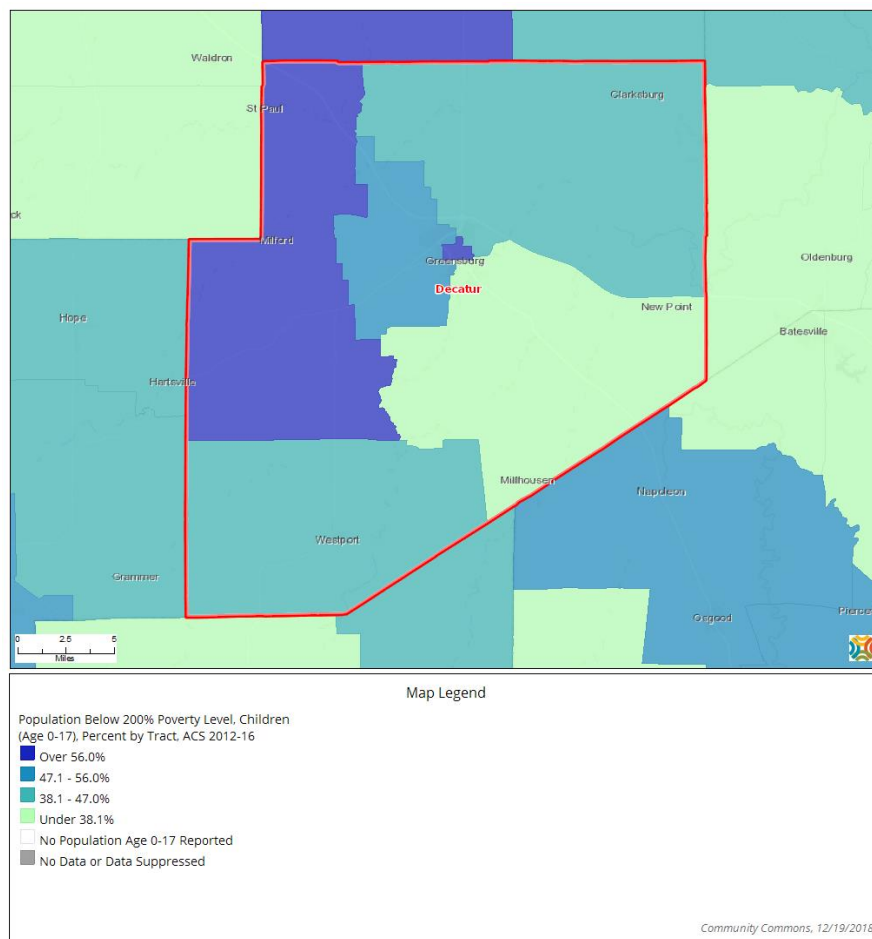 Waldron
Clarksburg
St Paul
ck
Milford
Oldenburg
Greensburg
Decatur
New Point
Hope
Batesville
Hartsville
Millhousen
Napoleon
Westport
Grammer
Pierce
Osgood
0 2.5 5
Miles
Map Legend
Population Below 200% Poverty Level, Children
(Age 0-17), Percent by Tract, ACS 2012-16
Over 56.0%
47.1 - 56.0%
38.1 - 47.0%
Under 38.1%
No Population Age 0-17 Reported
No Data or Data Suppressed
Community Commons, 12/19/2018